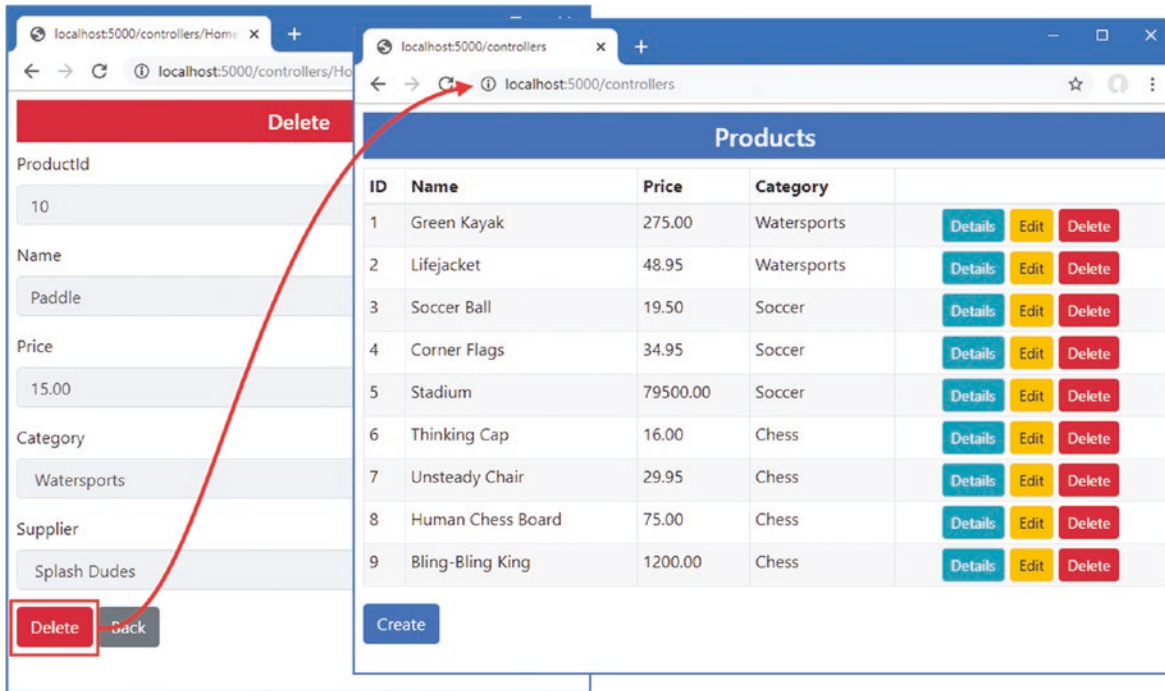 localhost:5000/controllers/Home
localhost:5000/controllers/Ho
Delete
ProductId
10
Name
Paddle
Price
15.00
Category
Watersports
Supplier
Splash Dudes
Delete Back
localhost:5000/controllers
localhost:5000/controllers
Products
ID Name Price Category
1 Green Kayak 275.00 Watersports Details Edit Delete
2 Lifejacket 48.95 Watersports Details Edit Delete
3 Soccer Ball 19.50 Soccer Details Edit Delete
4 Corner Flags 34.95 Soccer Details Edit Delete
5 Stadium 79500.00 Soccer Details Edit Delete
6 Thinking Cap 16.00 Chess Details Edit Delete
7 Unsteady Chair 29.95 Chess Details Edit Delete
8 Human Chess Board 75.00 Chess Details Edit Delete
9 Bling-Bling King 1200.00 Chess Details Edit Delete
Create